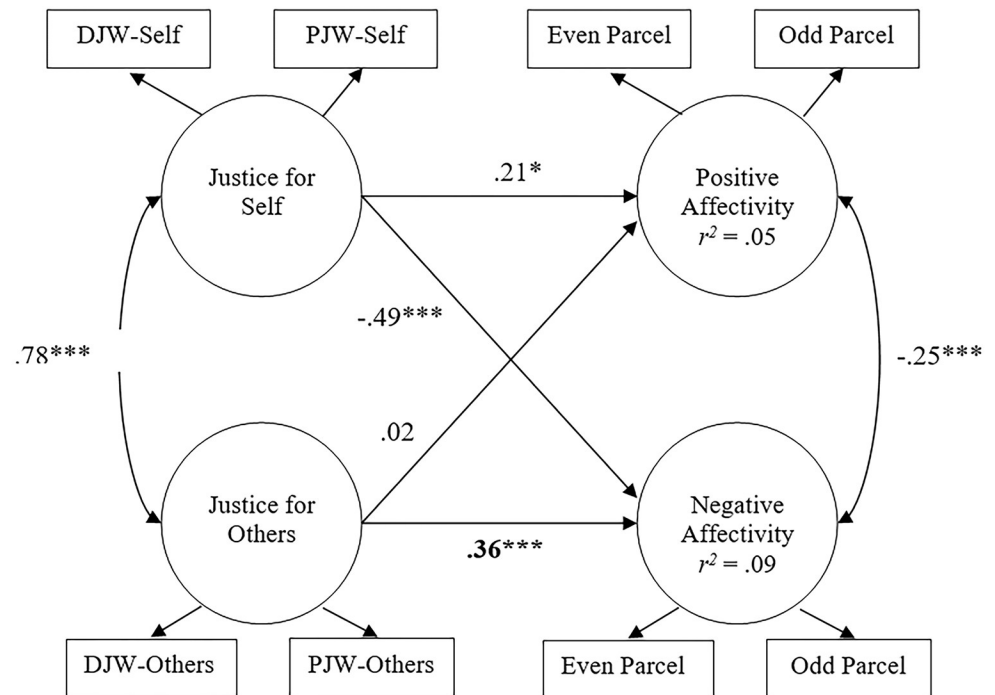 DJW-Self
PJW-Self
Even Parcel
Odd Parcel
Justice for
Self
.21*
Positive
Affectivity
r² = .05
-.49***
.78***
-.25***
.02
Justice for
Others
.36***
Negative
Affectivity
r² = .09
DJW-Others
PJW-Others
Even Parcel
Odd Parcel